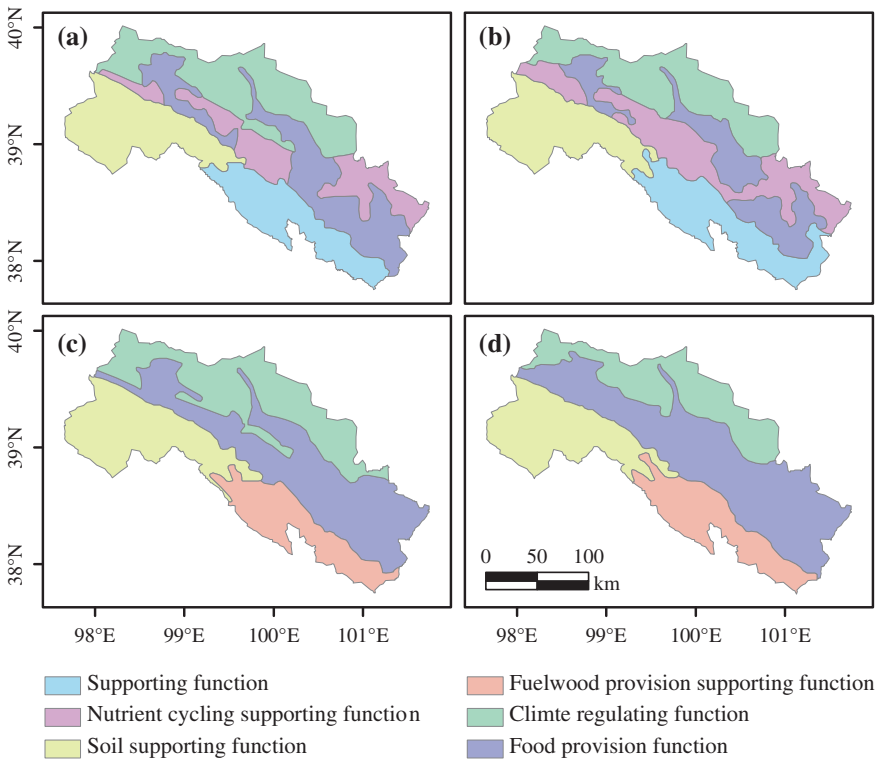 (a)
(b)
40°N
39°N
38°N
(c)
(d)
40°N
39°N
38°N
0 50 100
km
98°E 99°E 100°E 101°E
98°E 99°E 100°E 101°E
Supporting function
Nutrient cycling supporting function
Soil supporting function
Fuelwood provision supporting function
Climte regulating function
Food provision function